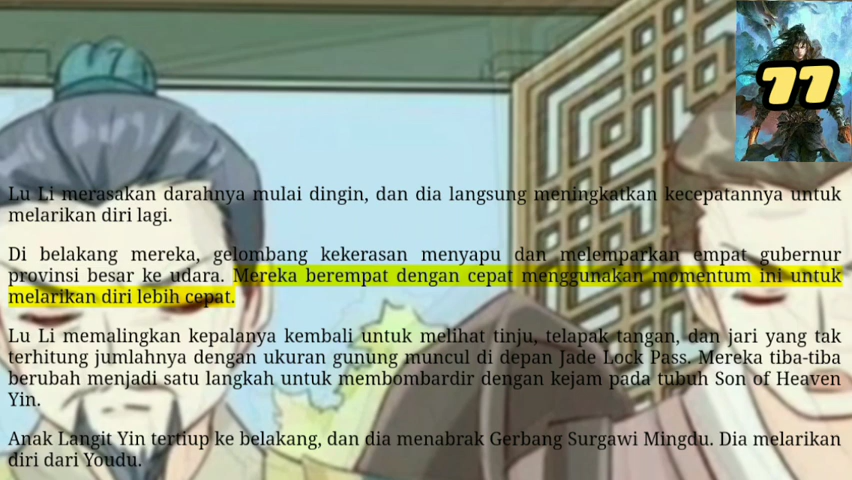 77
Lu Li merasakan darahnya mulai dingin, dan dia langsung meningkatkan kecepatannya untuk
melarikan diri lagi.
Di belakang mereka, gelombang kekerasan menyapu dan melemparkan empat gubernur
provinsi besar ke udara. Mereka berempat dengan cepat menggunakan momentum ini untuk
melarikan diri lebih cepat.
Lu Li memalingkan kepalanya kembali untuk melihat tinju, telapak tangan, dan jari yang tak
terhitung jumlahnya dengan ukuran gunung muncul di depan Jade Lock Pass. Mereka tiba-tiba
berubah menjadi satu langkah untuk membombardir dengan kejam pada tubuh Son of Heaven
Yin.
Anak Langit Yin tertiup ke belakang, dan dia menabrak Gerbang Surgawi Mingdu. Dia melarikan
diri dari Youdu.